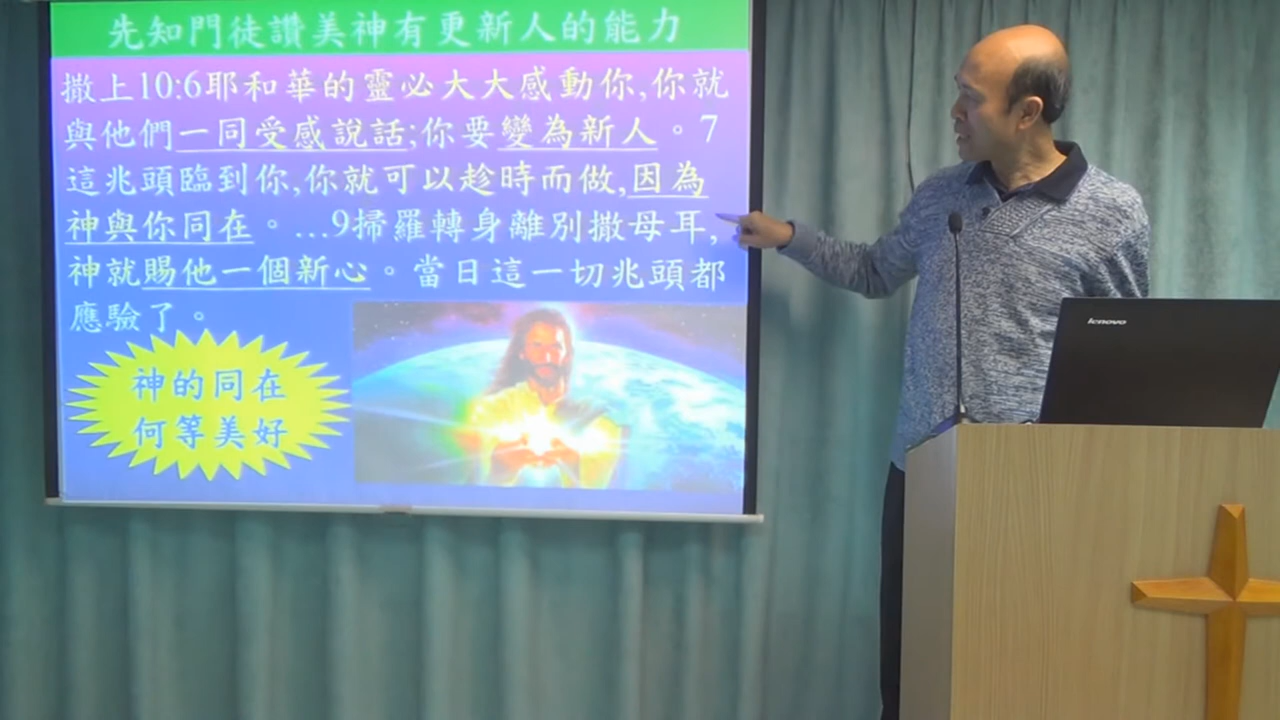 先知門徒讚美神有更新人的能力
撒上10:6耶和華的靈必大大感動你,你就
與他們一同受感說話;你要變為新人。7
這兆頭臨到你,你就可以趁時而做,因為
神與你同在。…9掃羅轉身離別撒母耳,
神就賜他一個新心。當日這一切兆頭都
應驗了。
神的同在
何等美好
lenovo